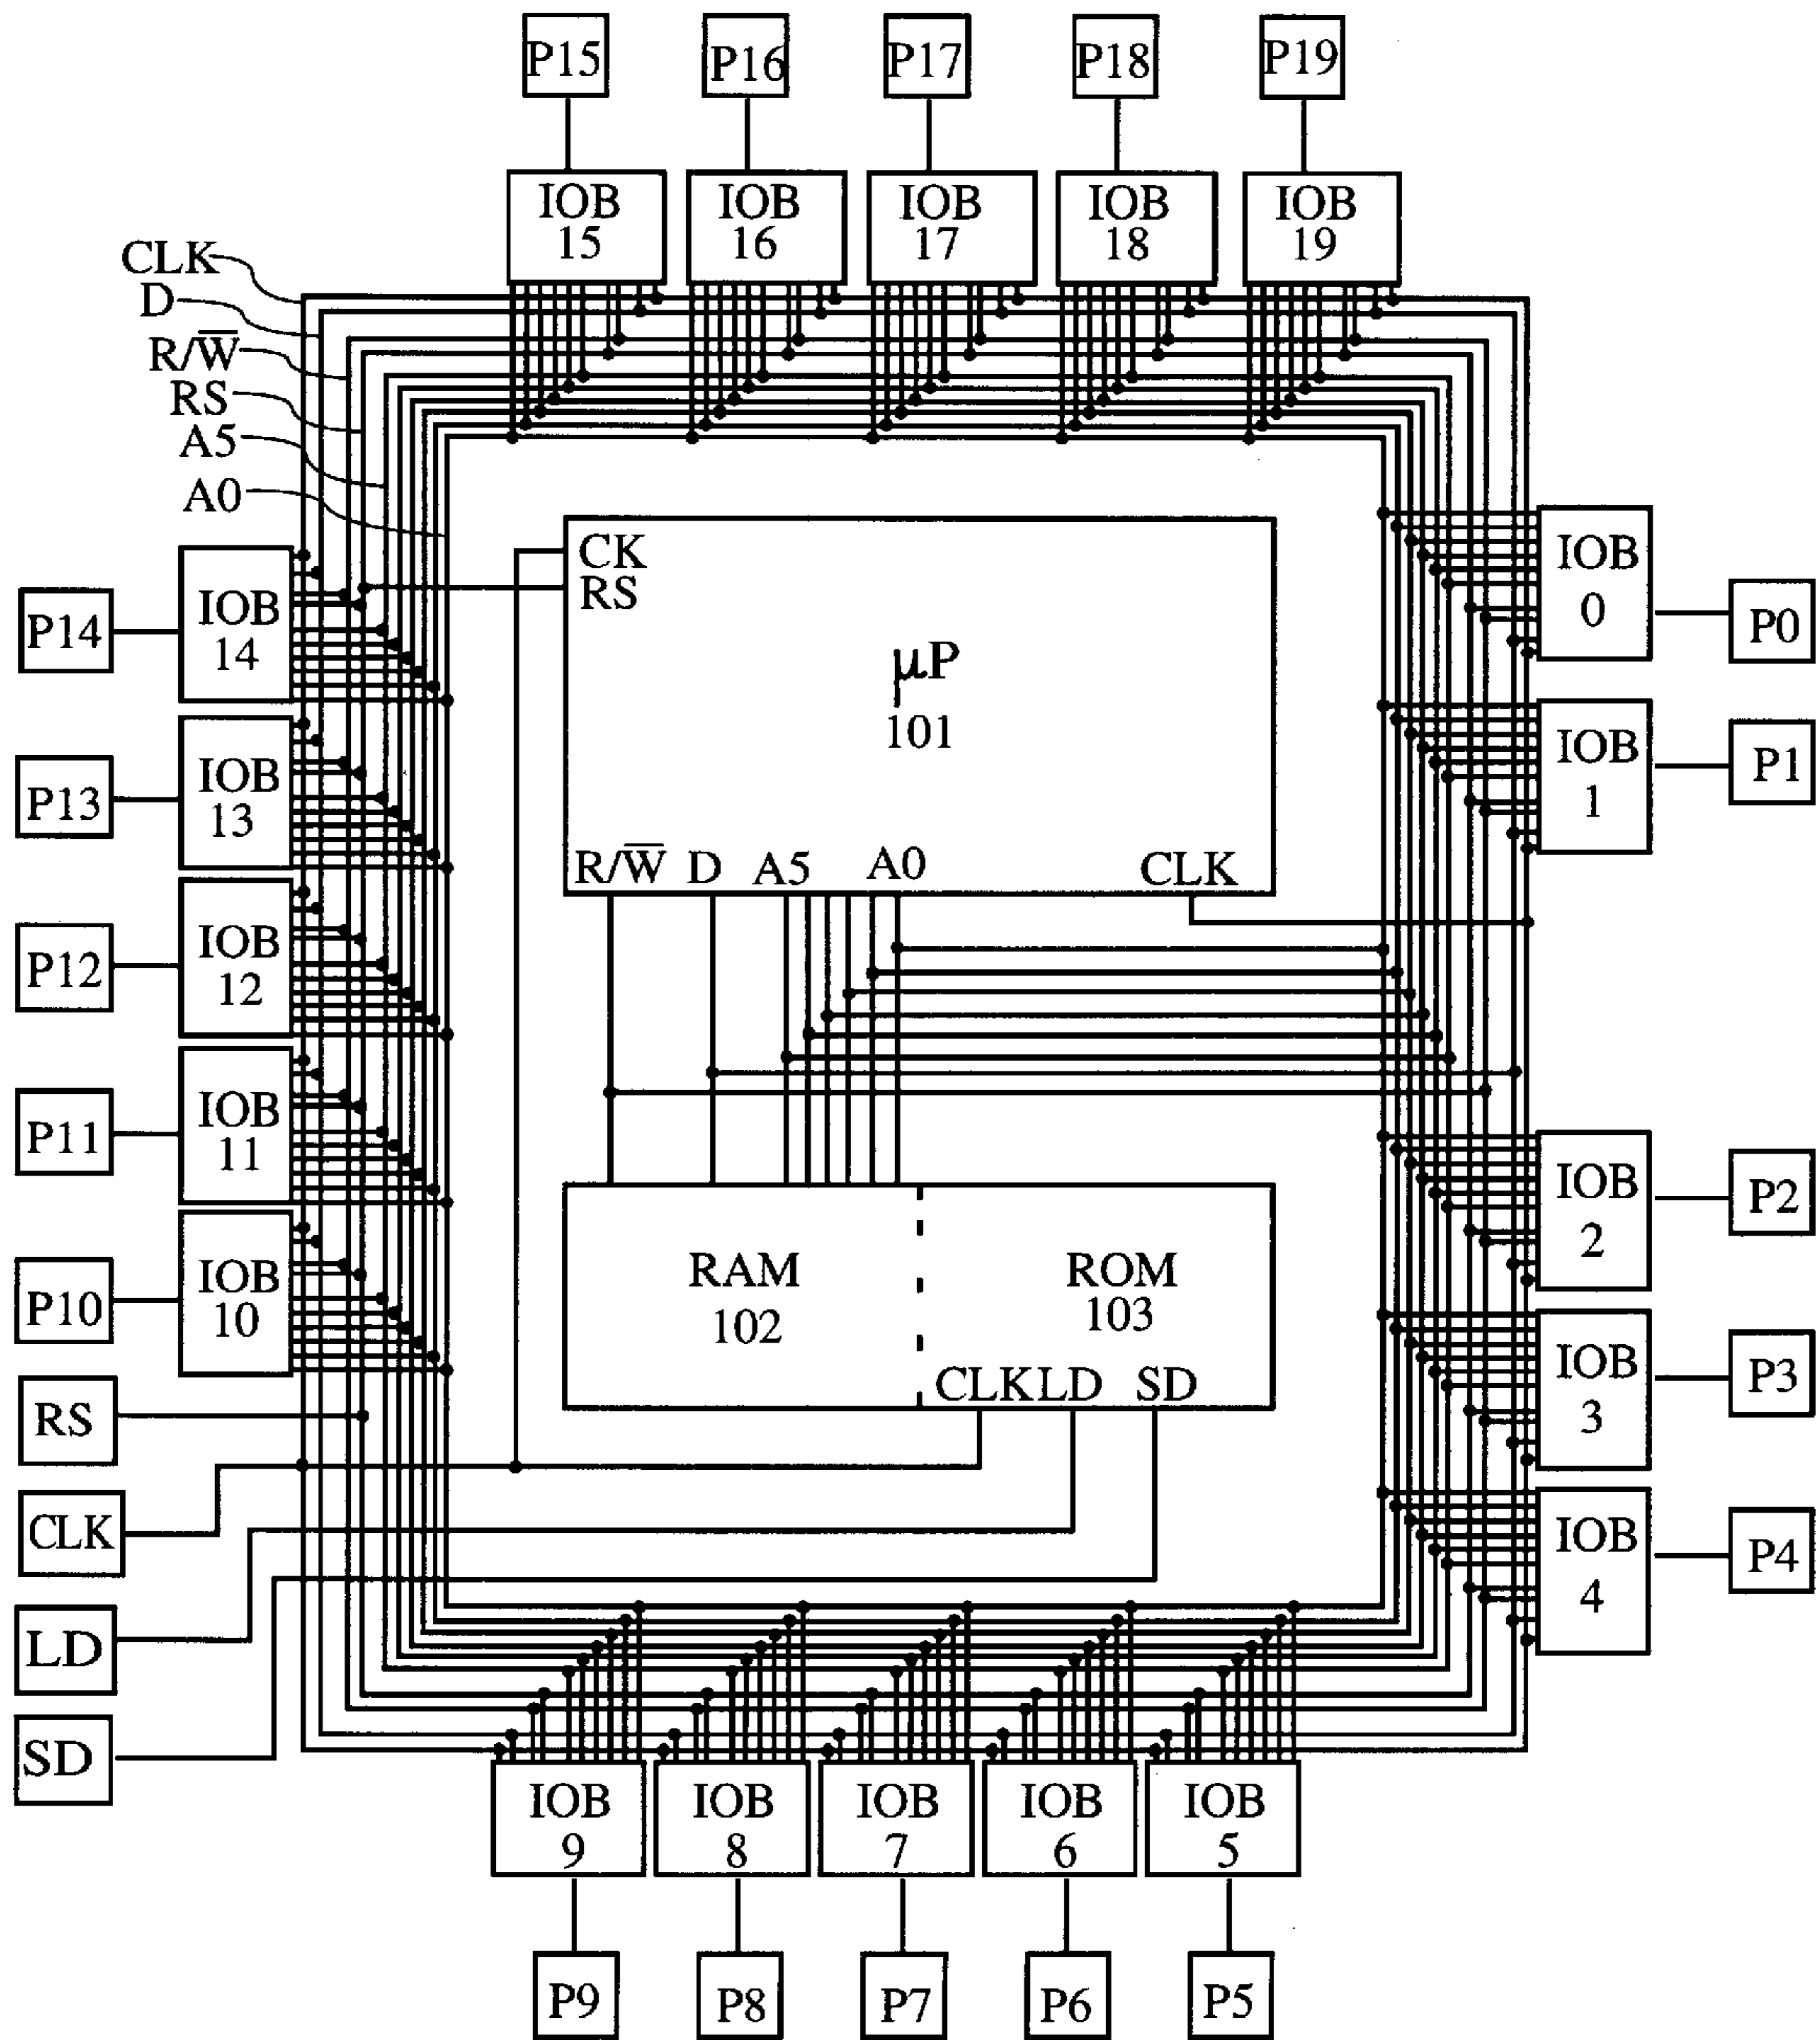 P15
P16
P17
P18
P19
IOB
15
IOB
16
IOB
17
IOB
18
IOB
19
CLK
D
R/W̅
RS
A5
A0
P14
IOB
14
P13
IOB
13
P12
IOB
12
P11
IOB
11
P10
IOB
10
RS
CLK
LD
SD
CK
RS
µP
101
R/W̅
D
A5
A0
CLK
RAM
102
ROM
103
CLK
LD
SD
IOB
0
P0
IOB
1
P1
IOB
2
P2
IOB
3
P3
IOB
4
P4
IOB
9
IOB
8
IOB
7
IOB
6
IOB
5
P9
P8
P7
P6
P5